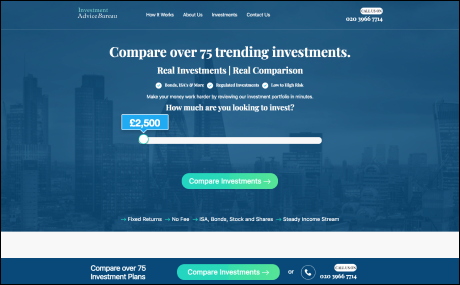 Investment
Advice Bureau
How It Works
About Us
Investments
Contact Us
CALL US ON
020 3966 7714
Compare over 75 trending investments.
Real Investments | Real Comparison
Bonds, ISA's & More
Regulated Investments
Low to High Risk
Make your money work harder by reviewing our investment portfolio in minutes.
How much are you looking to invest?
£2,500
Compare Investments →
→ Fixed Returns → No Fee → ISA, Bonds, Stock and Shares → Steady Income Stream
Compare over 75
Investment Plans
Compare Investments →
or
CALL US ON
020 3966 7714